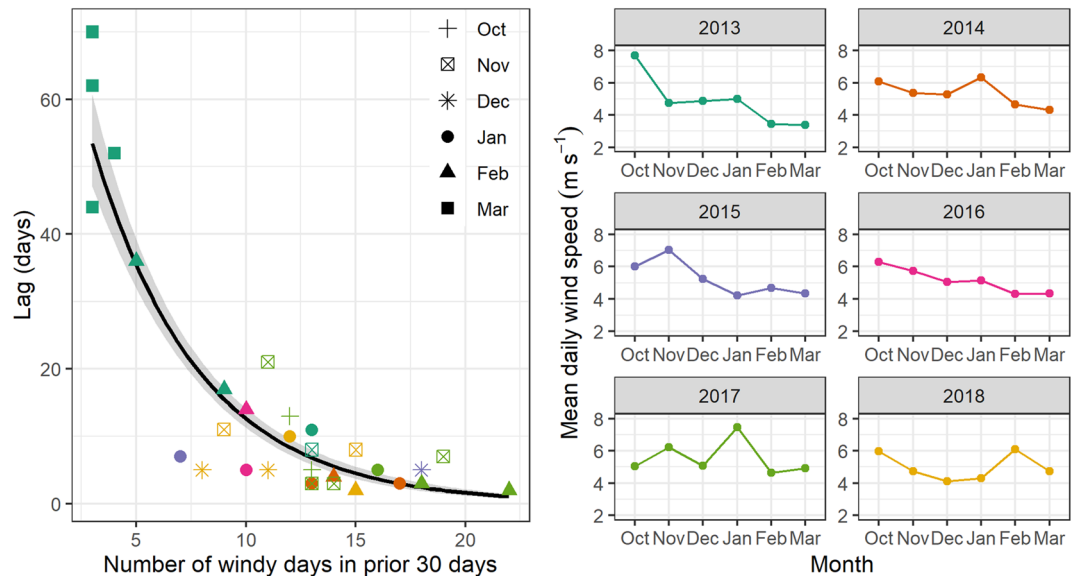 Lag (days)
60
40
20
0
5
10
15
20
Number of windy days in prior 30 days
Oct
Nov
Dec
Jan
Feb
Mar
Mean daily wind speed (m s⁻¹)
2013
8
6
4
2
Oct Nov Dec Jan Feb Mar
2014
8
6
4
2
Oct Nov Dec Jan Feb Mar
2015
8
6
4
2
Oct Nov Dec Jan Feb Mar
2016
8
6
4
2
Oct Nov Dec Jan Feb Mar
2017
8
6
4
2
Oct Nov Dec Jan Feb Mar
2018
8
6
4
2
Oct Nov Dec Jan Feb Mar
Month